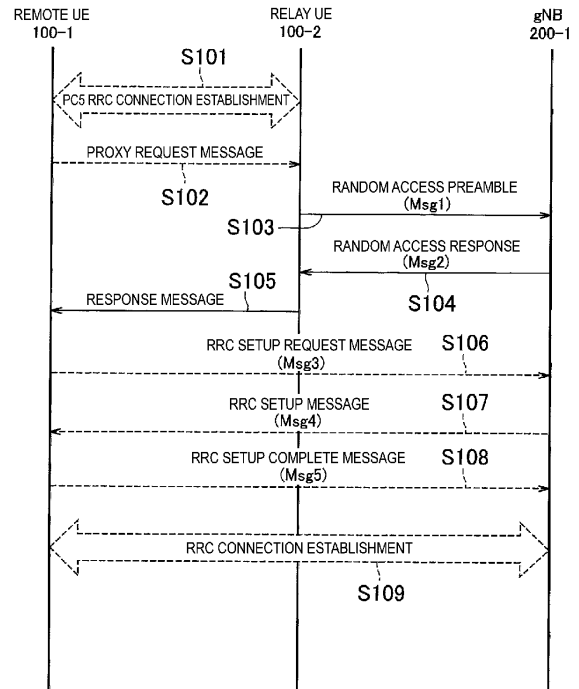 REMOTE UE
100-1
RELAY UE
100-2
gNB
200-1
S101
PC5 RRC CONNECTION ESTABLISHMENT
PROXY REQUEST MESSAGE
S102
RANDOM ACCESS PREAMBLE
(Msg1)
S103
RANDOM ACCESS RESPONSE
(Msg2)
S104
S105
RESPONSE MESSAGE
RRC SETUP REQUEST MESSAGE
(Msg3)
S106
RRC SETUP MESSAGE
(Msg4)
S107
RRC SETUP COMPLETE MESSAGE
(Msg5)
S108
RRC CONNECTION ESTABLISHMENT
S109